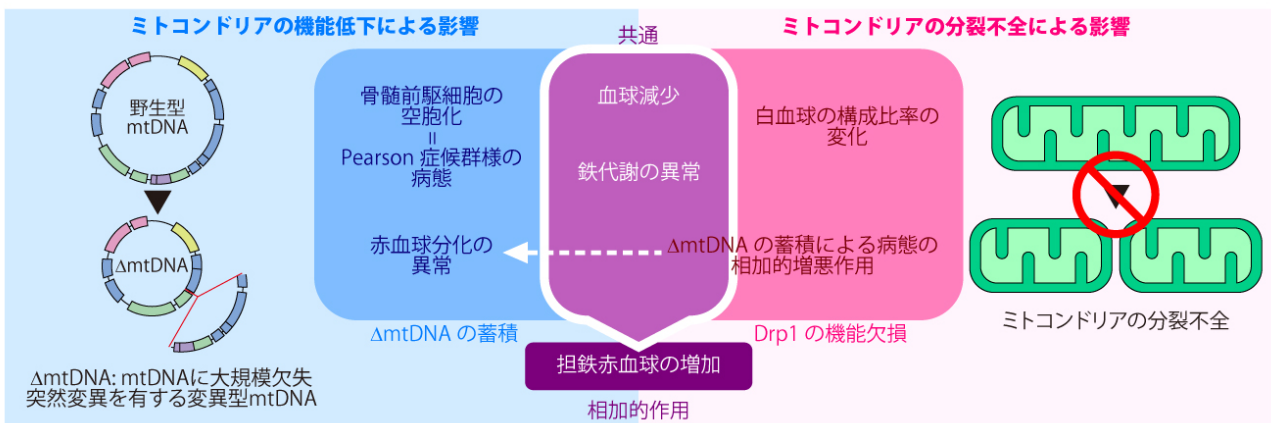 ミトコンドリアの機能低下による影響
ミトコンドリアの分裂不全による影響
野生型
mtDNA
ΔmtDNA
ΔmtDNA: mtDNAに大規模欠失
突然変異を有する変異型mtDNA
骨髄前駆細胞の
空胞化
=
Pearson 症候群様の
病態
赤血球分化の
異常
ΔmtDNA の蓄積
共通
血球減少
鉄代謝の異常
白血球の構成比率の
変化
ΔmtDNA の蓄積による病態の
相加的増悪作用
Drp1 の機能欠損
担鉄赤血球の増加
相加的作用
ミトコンドリアの分裂不全